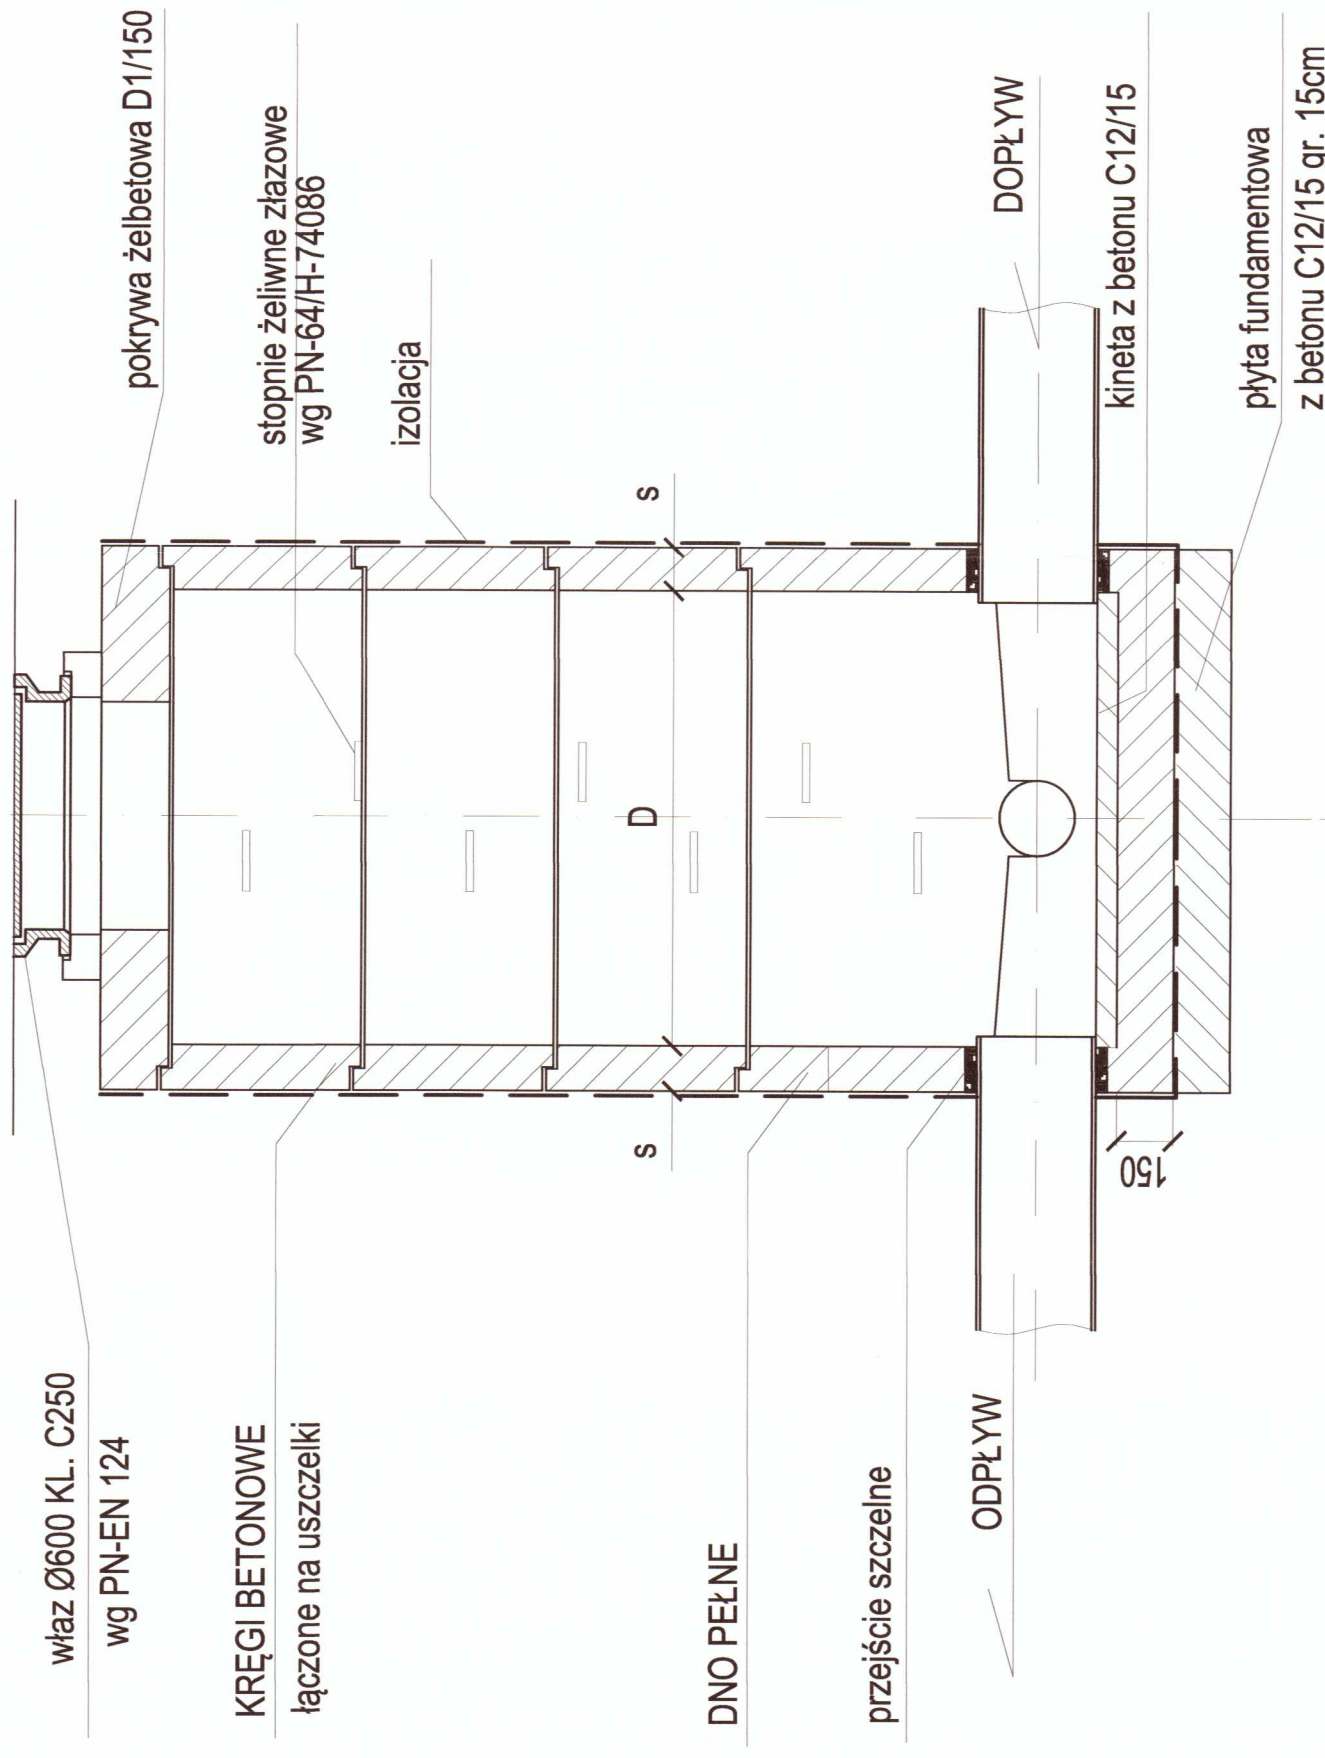 właz Ø600 KL. C250
wg PN-EN 124
KRĘGI BETONOWE
łączone na uszczelki
DNO PEŁNE
przejście szczelne
ODPŁYW
pokrywa żelbetowa D1/150
stopnie żeliwne złazowe
wg PN-64/H-74086
izolacja
s
D
s
150
DOPŁYW
kineta z betonu C12/15
płyta fundamentowa
z betonu C12/15 gr. 15cm